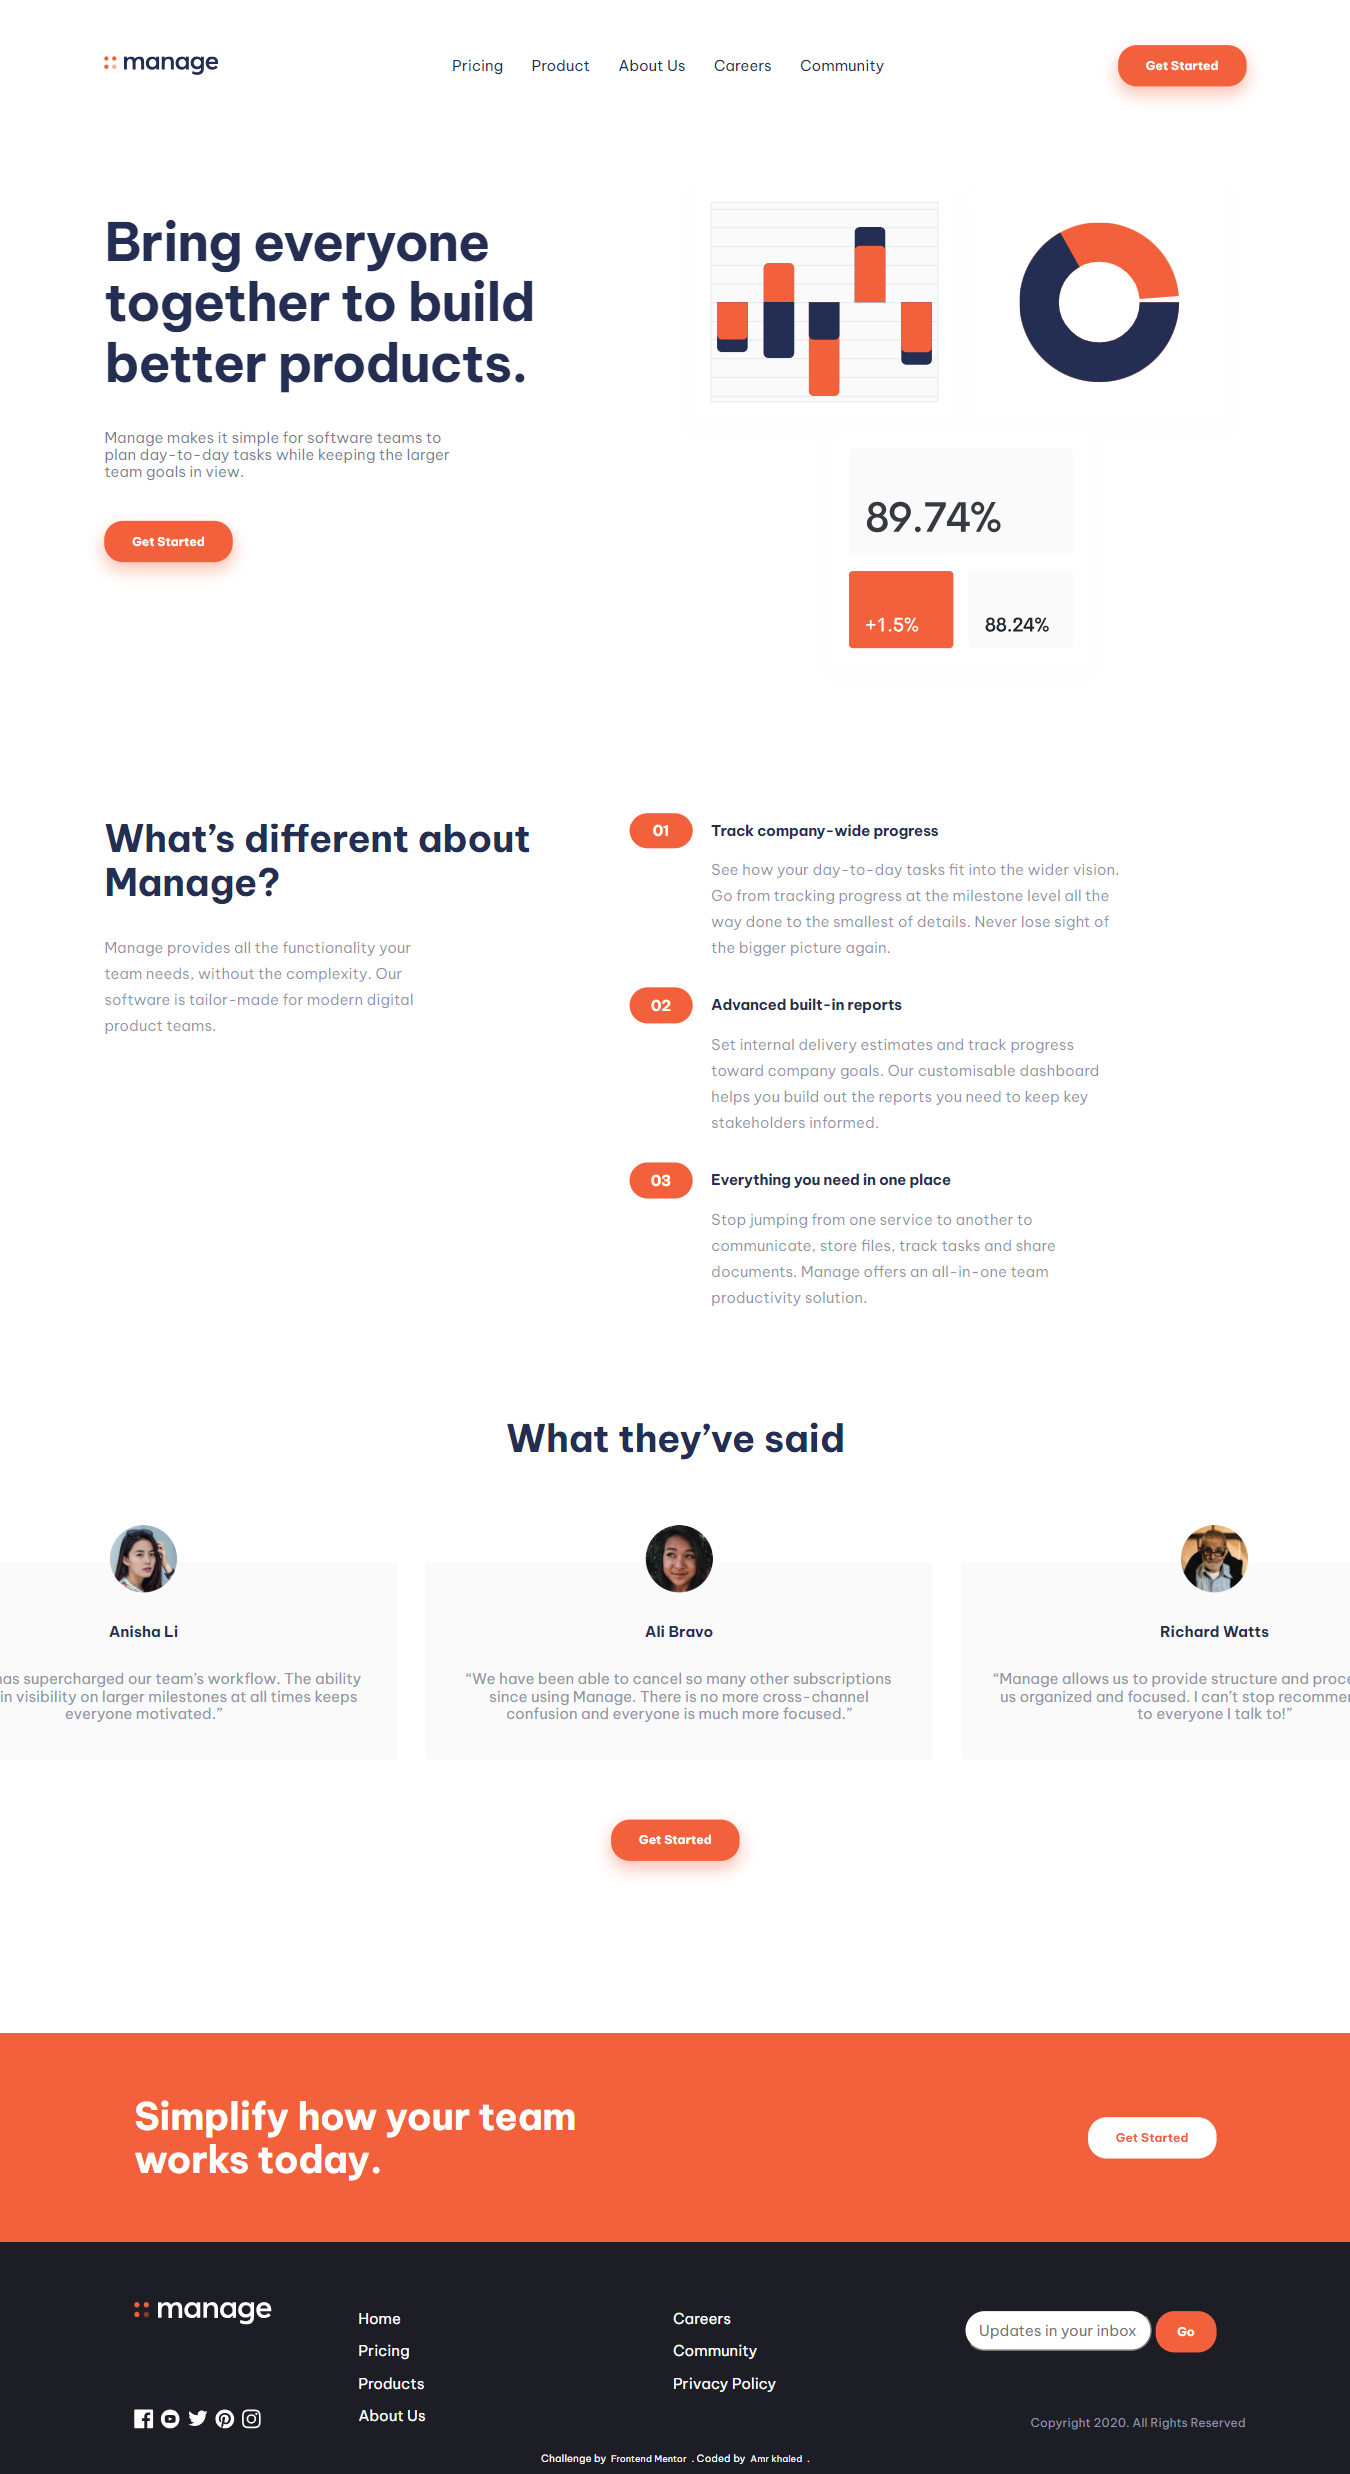 manage
Pricing Product About Us Careers Community
Get Started
Bring everyone
together to build
better products.
Manage makes it simple for software teams to
plan day-to-day tasks while keeping the larger
team goals in view.
Get Started
89.74%
+1.5%
88.24%
What’s different about
Manage?
Manage provides all the functionality your
team needs, without the complexity. Our
software is tailor-made for modern digital
product teams.
01 Track company-wide progress
See how your day-to-day tasks fit into the wider vision.
Go from tracking progress at the milestone level all the
way done to the smallest of details. Never lose sight of
the bigger picture again.
02 Advanced built-in reports
Set internal delivery estimates and track progress
toward company goals. Our customisable dashboard
helps you build out the reports you need to keep key
stakeholders informed.
03 Everything you need in one place
Stop jumping from one service to another to
communicate, store files, track tasks and share
documents. Manage offers an all-in-one team
productivity solution.
What they’ve said
Anisha Li
has supercharged our team’s workflow. The ability
in visibility on larger milestones at all times keeps
everyone motivated.”
Ali Bravo
“We have been able to cancel so many other subscriptions
since using Manage. There is no more cross-channel
confusion and everyone is much more focused.”
Richard Watts
“Manage allows us to provide structure and
us organized and focused. I can’t stop
to everyone I talk to!”
Get Started
Simplify how your team
works today.
Get Started
manage
Home
Pricing
Products
About Us
Careers
Community
Privacy Policy
Updates in your inbox
Go
Copyright 2020. All Rights Reserved
Challenge by Frontend Mentor . Coded by Amr khaled .